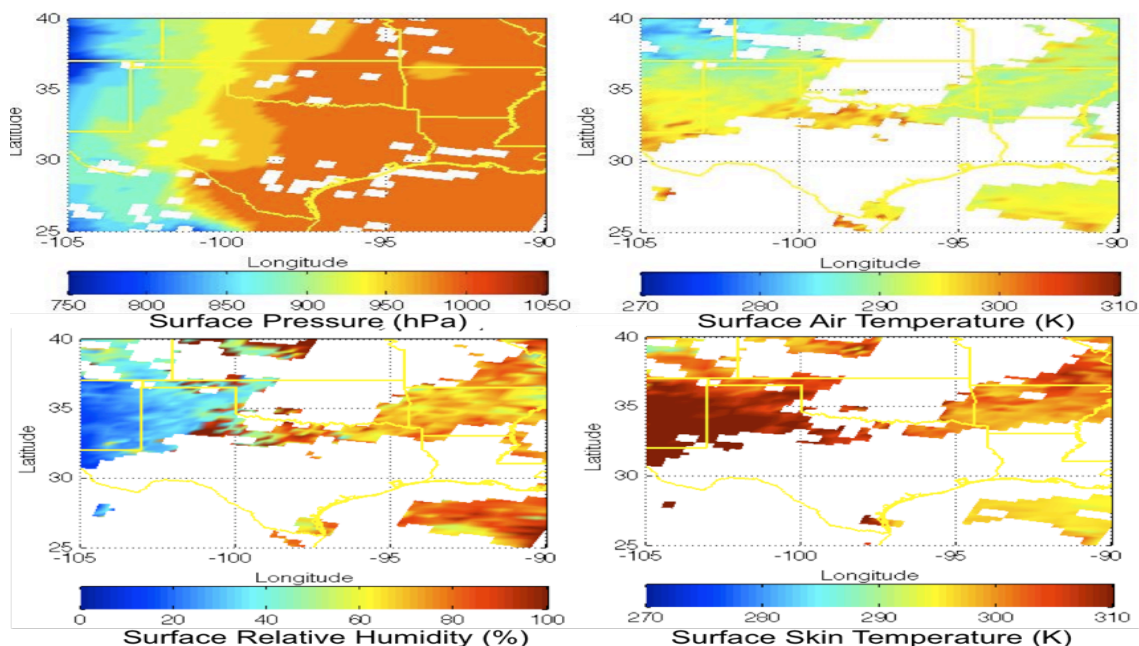 40
35
30
25
Latitude
-105
-100
-95
-90
Longitude
750 800 850 900 950 1000 1050
Surface Pressure (hPa)
40
35
30
25
Latitude
-105
-100
-95
-90
Longitude
270 280 290 300 310
Surface Air Temperature (K)
40
35
30
25
Latitude
-105
-100
-95
-90
Longitude
0 20 40 60 80 100
Surface Relative Humidity (%)
40
35
30
25
Latitude
-105
-100
-95
-90
Longitude
270 280 290 300 310
Surface Skin Temperature (K)